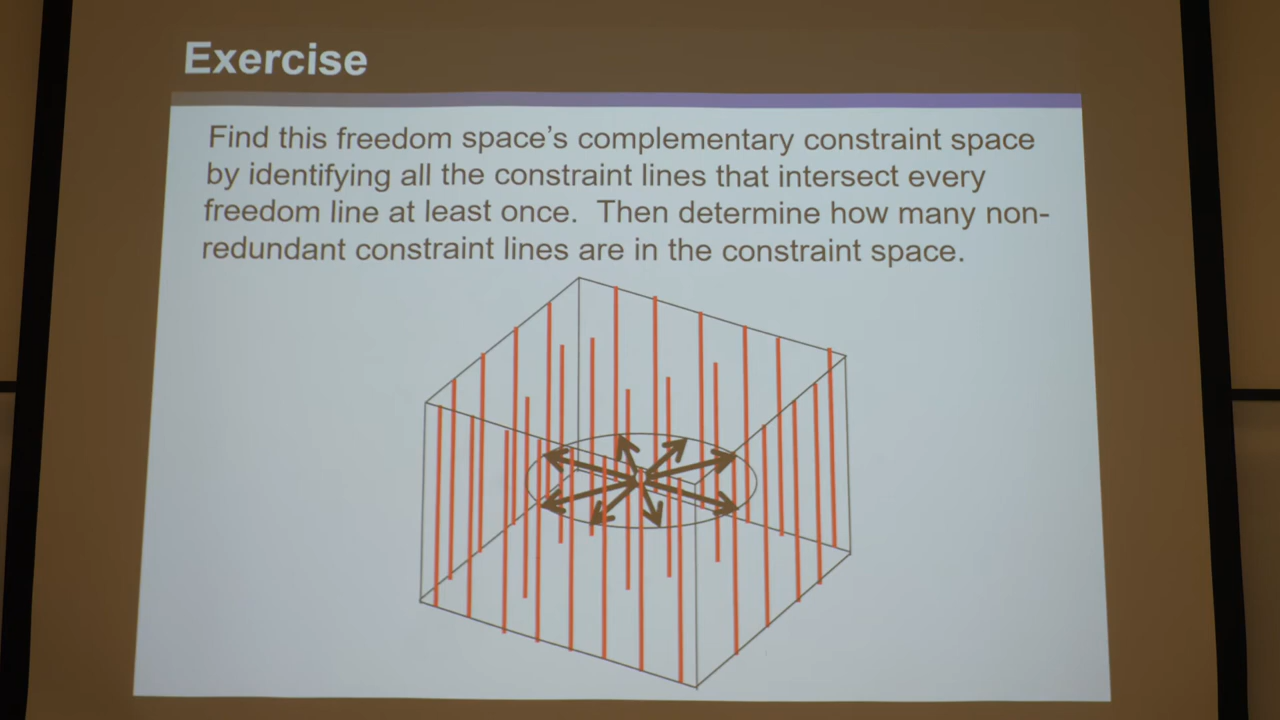 Exercise
Find this freedom space's complementary constraint space
by identifying all the constraint lines that intersect every
freedom line at least once. Then determine how many non-
redundant constraint lines are in the constraint space.